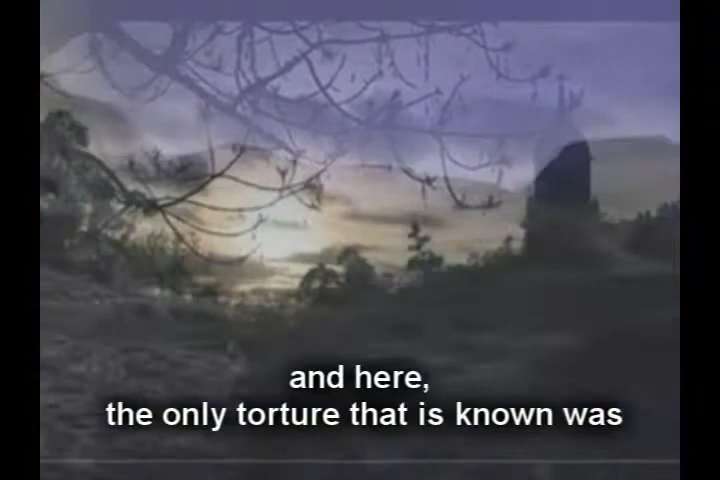 and here,
the only torture that is known was